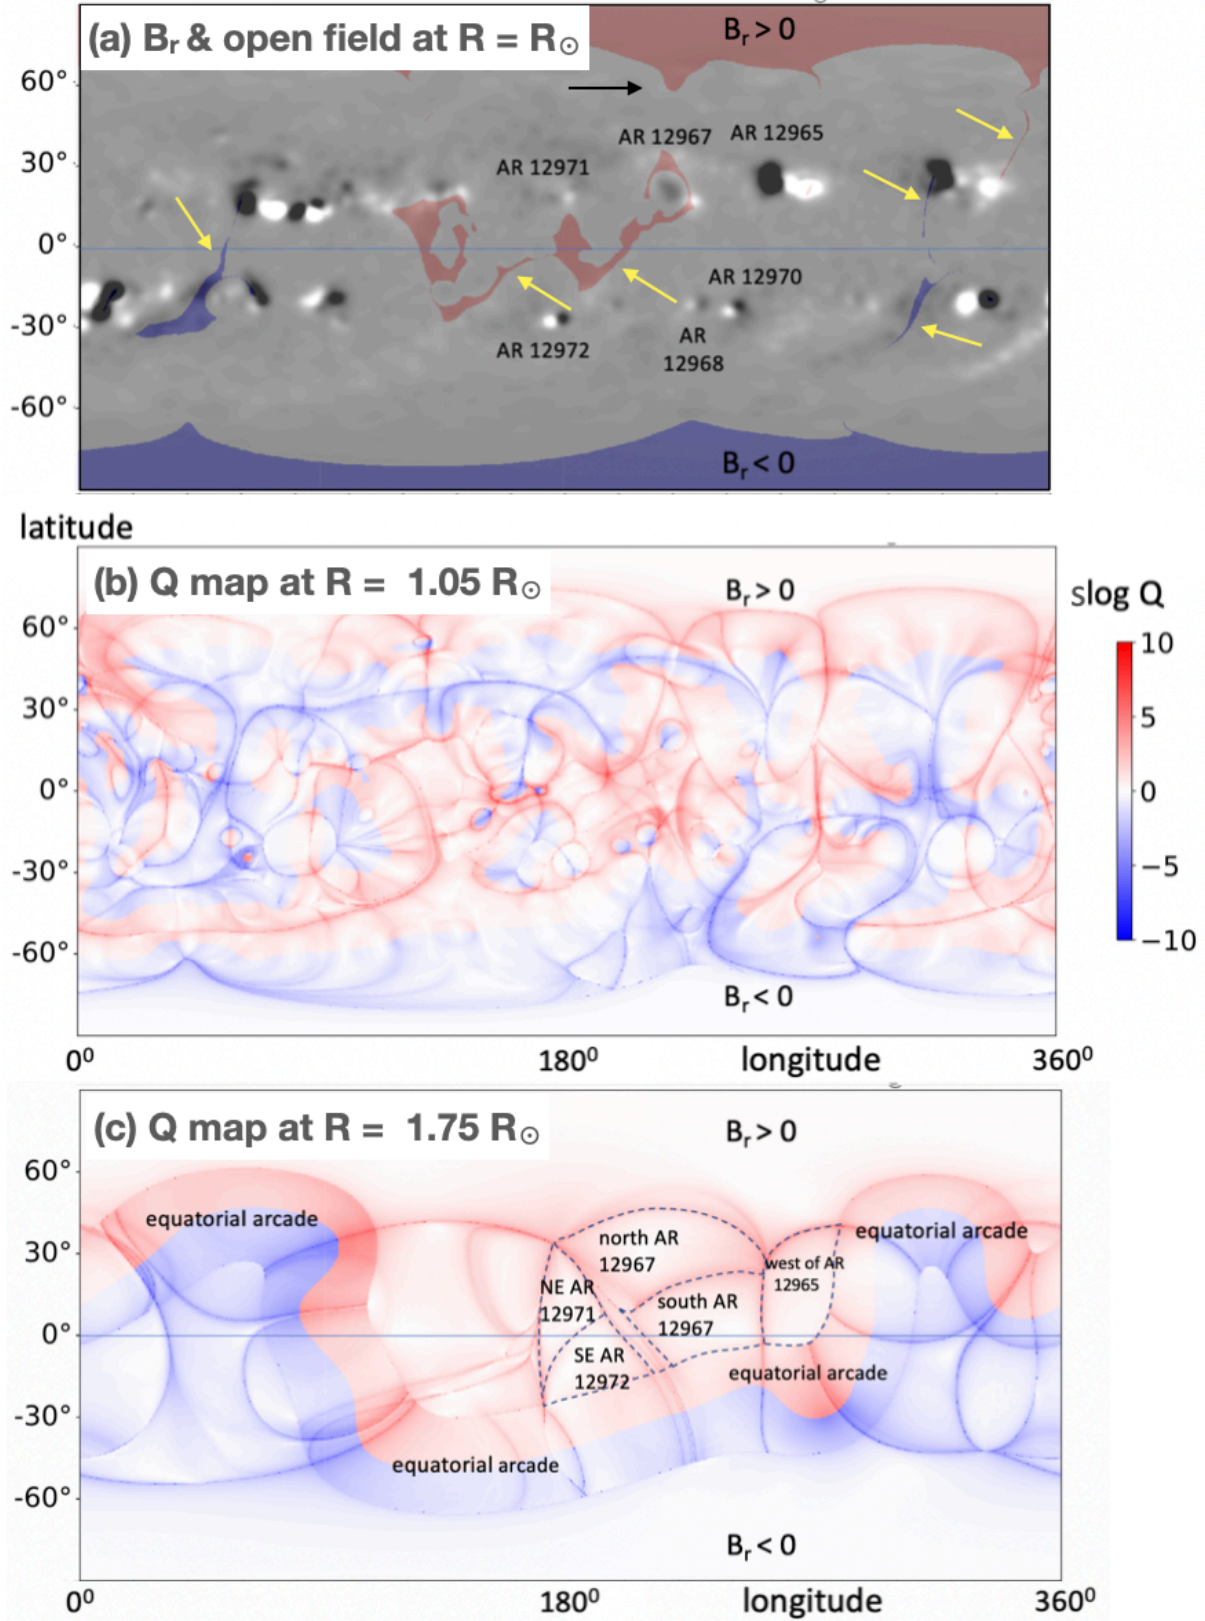 (a) Bᵣ & open field at R = R☉
Bᵣ > 0
60°
AR 12967
AR 12965
30°
AR 12971
0°
AR 12970
-30°
AR 12972
AR
12968
-60°
Bᵣ < 0
latitude
(b) Q map at R = 1.05 R☉
Bᵣ > 0
slog Q
60°
10
30°
5
0°
0
-30°
−5
-60°
−10
Bᵣ < 0
0⁰
180⁰
longitude
360⁰
(c) Q map at R = 1.75 R☉
Bᵣ > 0
60°
equatorial arcade
north AR
12967
equatorial arcade
30°
west of AR
12965
NE AR
12971
south AR
12967
0°
SE AR
12972
equatorial arcade
-30°
equatorial arcade
-60°
Bᵣ < 0
0⁰
180⁰
longitude
360⁰